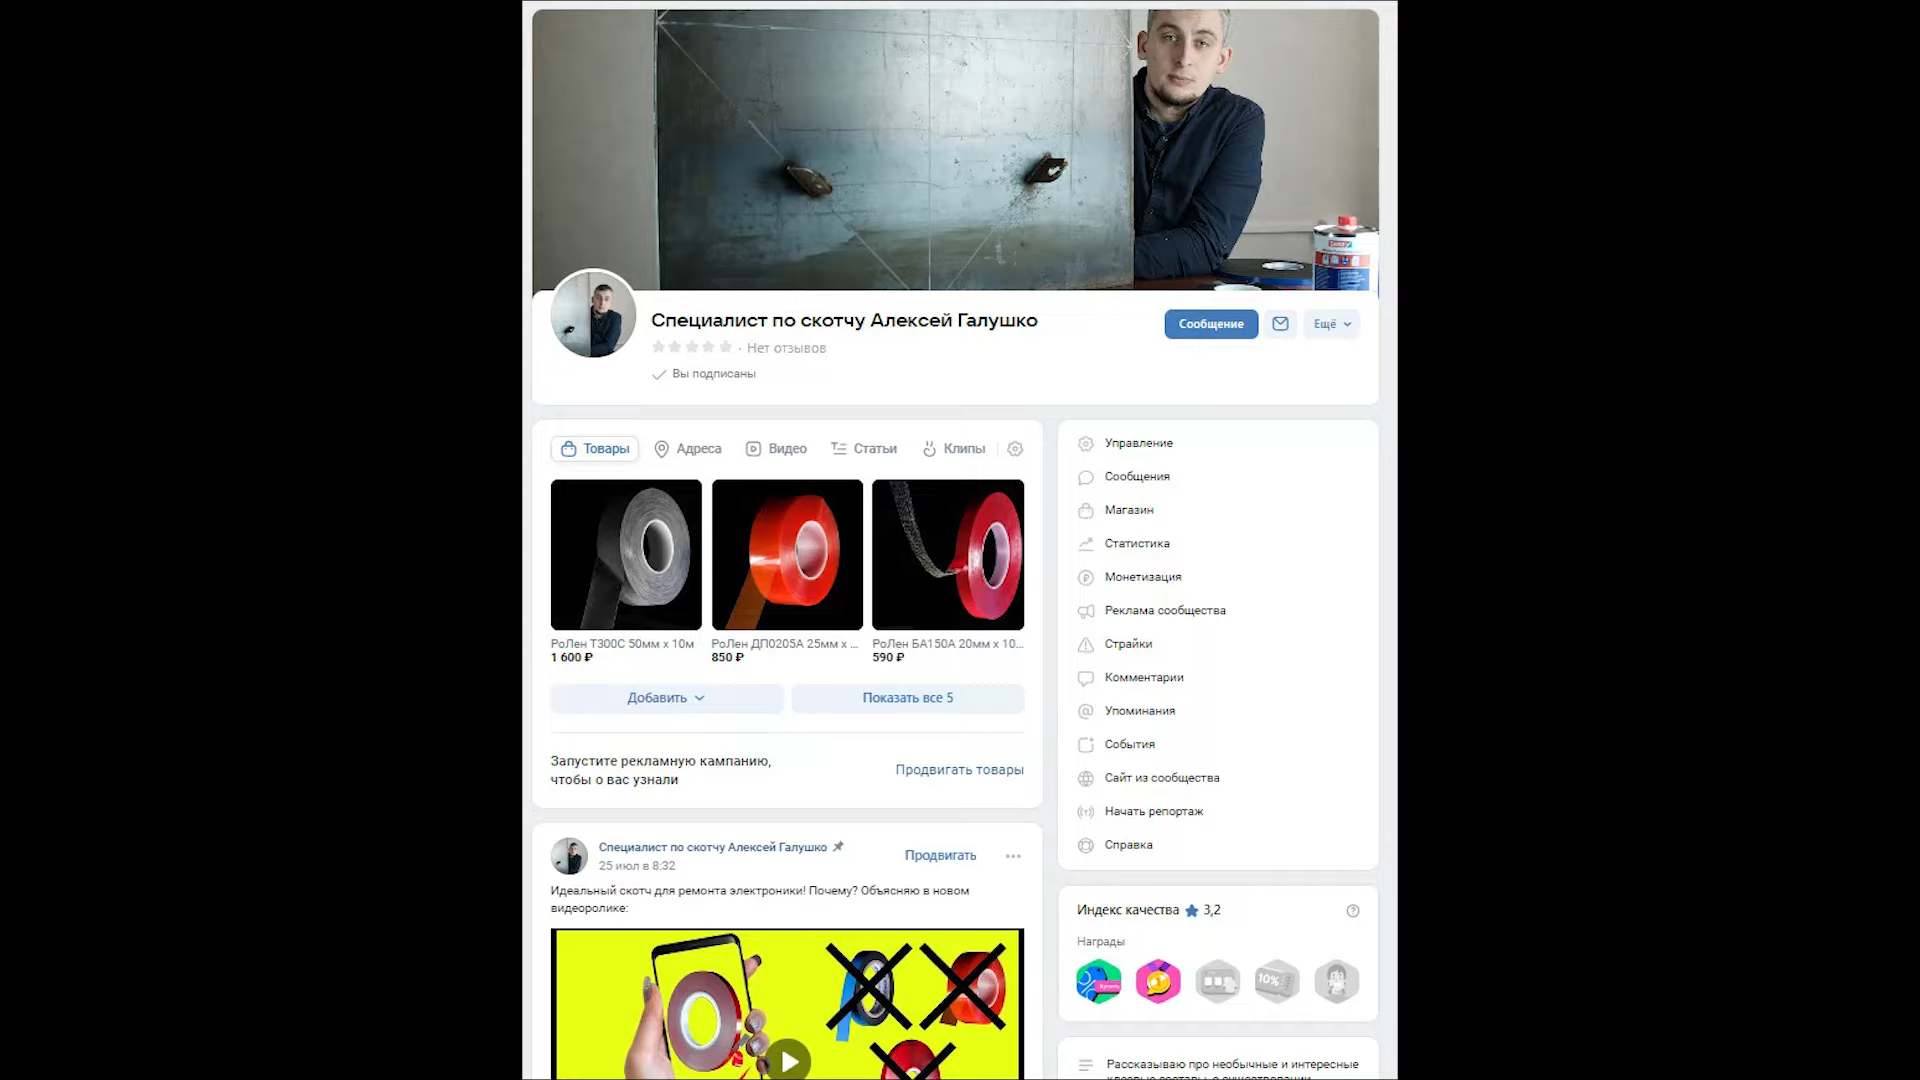 Специалист по скотчу Алексей Галушко
Сообщение
Ещё
· Нет отзывов
Вы подписаны
Товары
Адреса
Видео
Статьи
Клипы
РоЛен Т300С 50мм х 10м
1 600 ₽
РоЛен ДП0205А 25мм х ...
850 ₽
РоЛен БА150А 20мм х 10...
590 ₽
Добавить
Показать все 5
Запустите рекламную кампанию,
чтобы о вас узнали
Продвигать товары
Специалист по скотчу Алексей Галушко
25 июл в 8:32
Продвигать
Идеальный скотч для ремонта электроники! Почему? Объясняю в новом
видеоролике:
Управление
Сообщения
Магазин
Статистика
Монетизация
Реклама сообщества
Страйки
Комментарии
Упоминания
События
Сайт из сообщества
Начать репортаж
Справка
Индекс качества 3,2
Награды
Купить
10%
Рассказываю про необычные и интересные